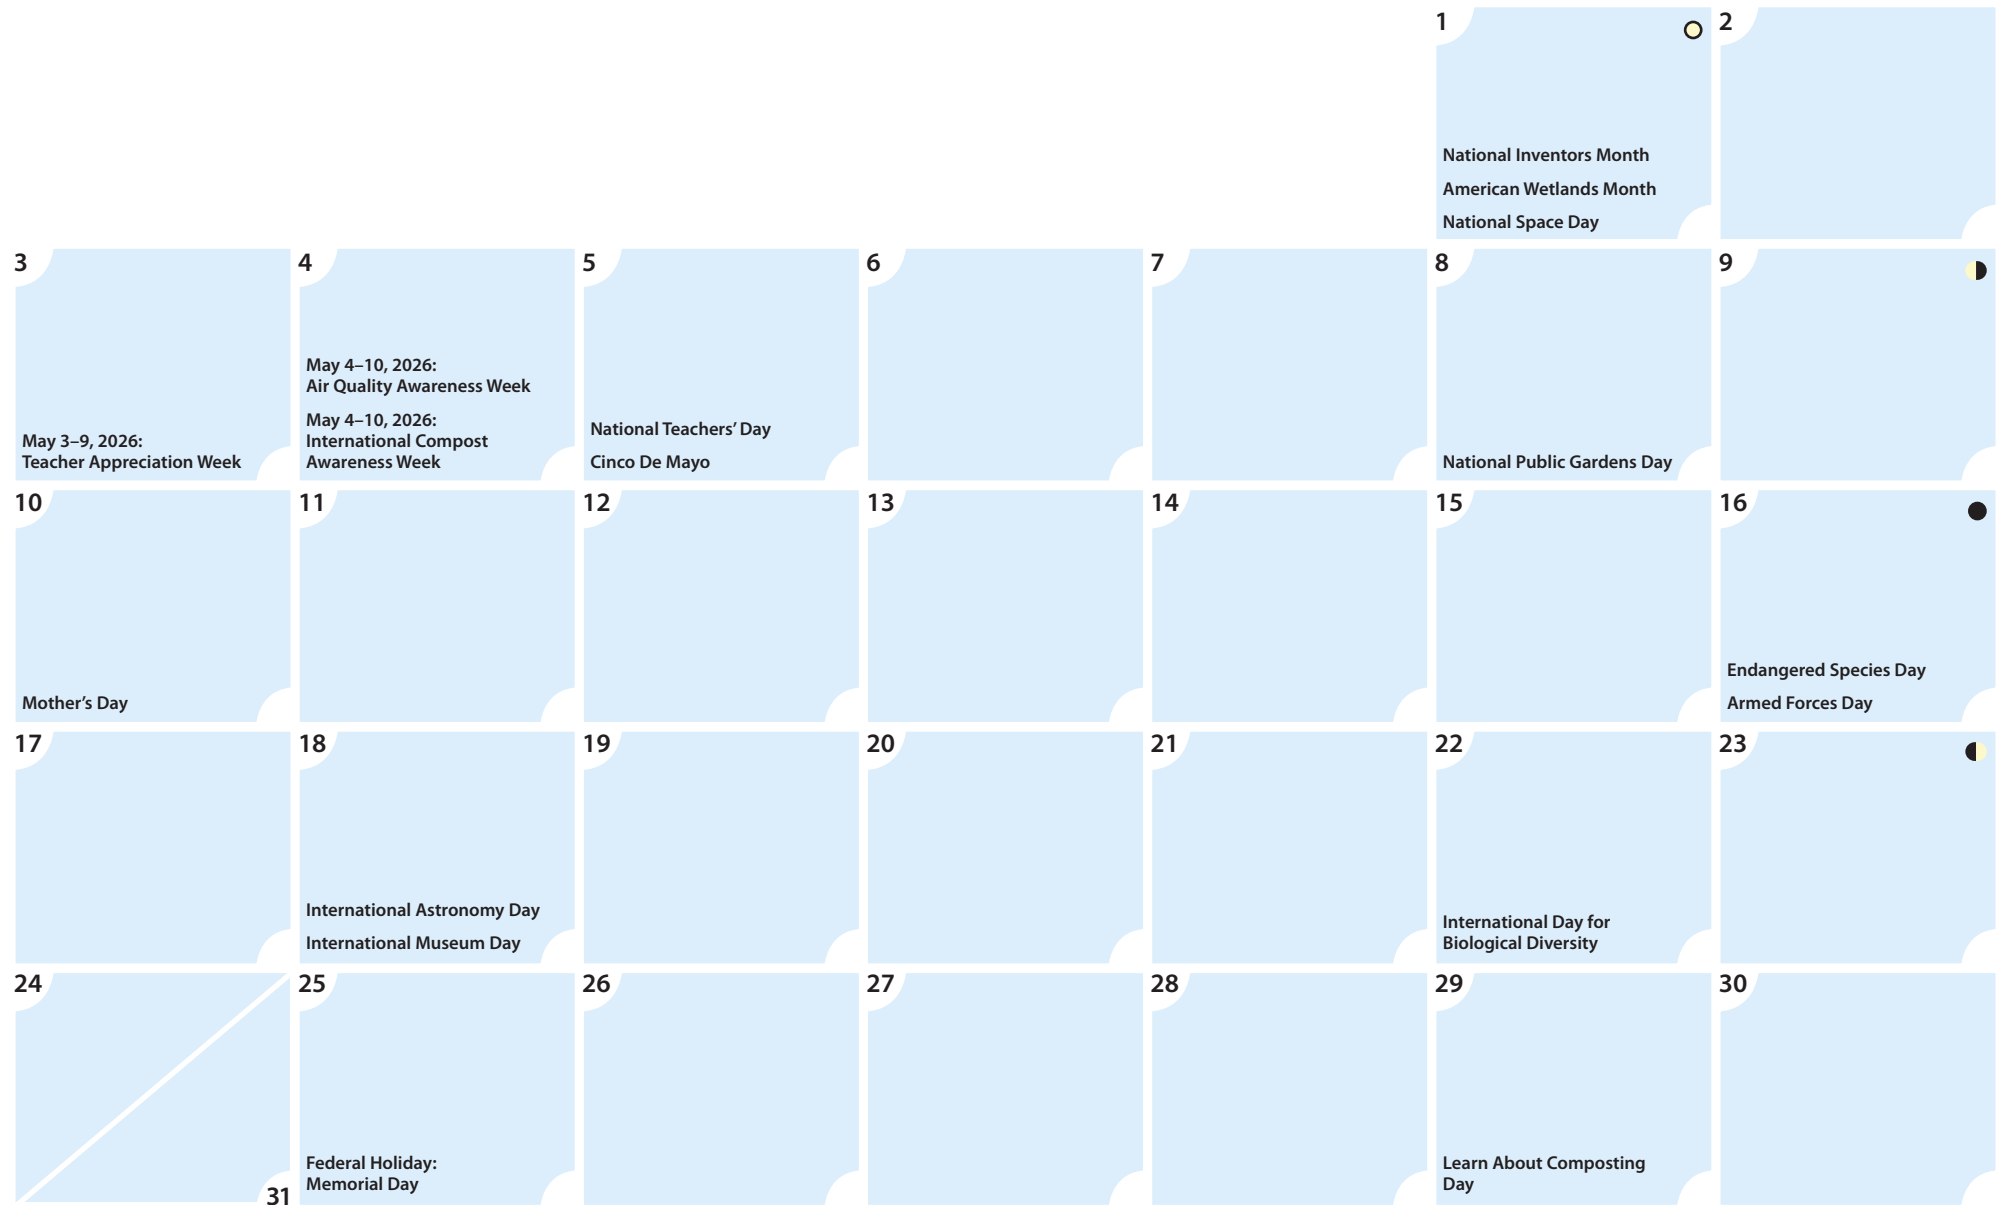 1
National Inventors Month
American Wetlands Month
National Space Day
2
3
May 3–9, 2026:
Teacher Appreciation Week
4
May 4–10, 2026:
Air Quality Awareness Week
May 4–10, 2026:
International Compost
Awareness Week
5
National Teachers’ Day
Cinco De Mayo
6
7
8
National Public Gardens Day
9
10
Mother’s Day
11
12
13
14
15
16
Endangered Species Day
Armed Forces Day
17
18
International Astronomy Day
International Museum Day
19
20
21
22
International Day for
Biological Diversity
23
24
31
25
Federal Holiday:
Memorial Day
26
27
28
29
Learn About Composting
Day
30